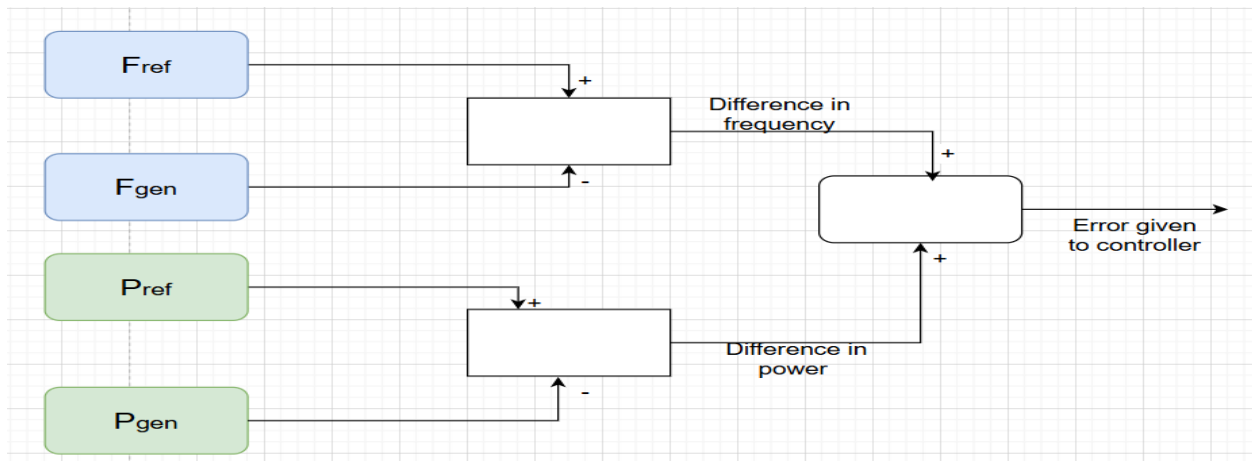 Fref
+
Difference in
frequency
+
Fgen
-
Error given
to controller
Pref
+
+
Difference in
power
Pgen
-